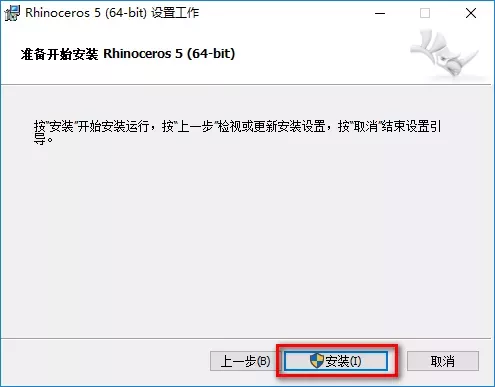 Rhinoceros 5 (64-bit) 设置工作
准备开始安装 Rhinoceros 5 (64-bit)
按"安装"开始安装运行，按"上一步"检视或更新安装设置，按"取消"结束设置引
导。
上一步(B) 安装(I) 取消